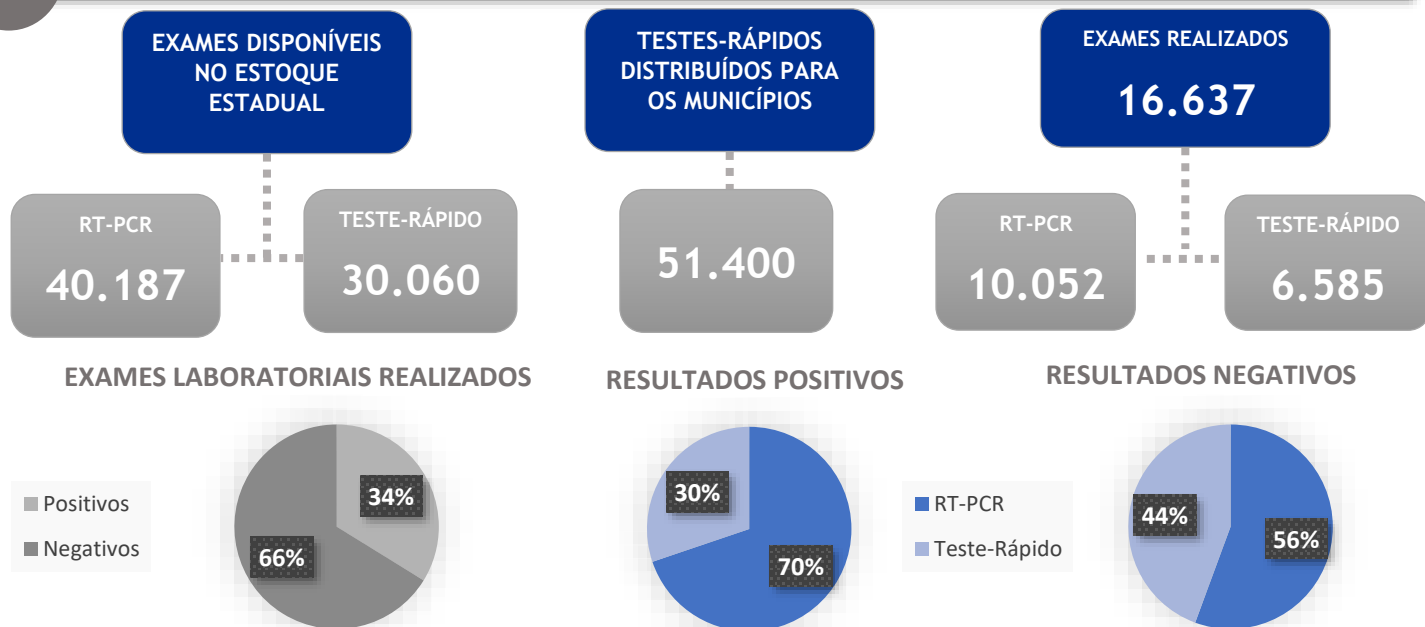 EXAMES DISPONÍVEIS
NO ESTOQUE
ESTADUAL
RT-PCR
40.187
TESTE-RÁPIDO
30.060
TESTES-RÁPIDOS
DISTRIBUÍDOS PARA
OS MUNICÍPIOS
51.400
EXAMES REALIZADOS
16.637
RT-PCR
10.052
TESTE-RÁPIDO
6.585
EXAMES LABORATORIAIS REALIZADOS
Positivos
Negativos
34%
66%
RESULTADOS POSITIVOS
30%
70%
RT-PCR
Teste-Rápido
RESULTADOS NEGATIVOS
44%
56%